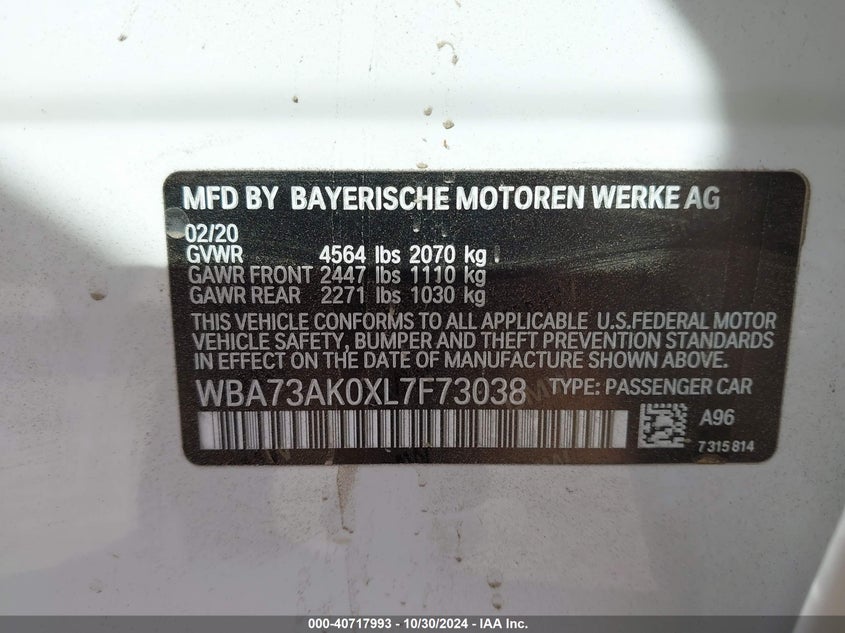 MFD BY BAYERISCHE MOTOREN WERKE AG
02/20
GVWR 4564 lbs 2070 kg
GAWR FRONT 2447 lbs 1110 kg
GAWR REAR 2271 lbs 1030 kg
THIS VEHICLE CONFORMS TO ALL APPLICABLE U.S.FEDERAL MOTOR
VEHICLE SAFETY, BUMPER AND THEFT PREVENTION STANDARDS
IN EFFECT ON THE DATE OF MANUFACTURE SHOWN ABOVE.
WBA73AK0XL7F73038 TYPE: PASSENGER CAR
A96
7315814
000-40717993 | 10/30/2024 - IAA Inc.